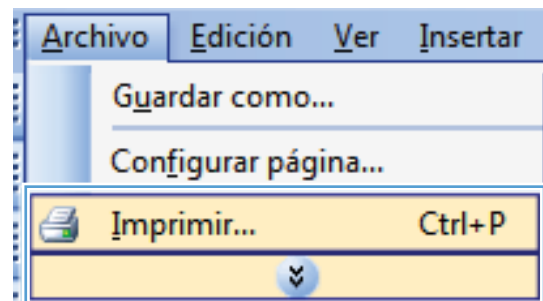 Archivo Edición Ver Insertar
Guardar como...
Configurar página...
Imprimir... Ctrl+P